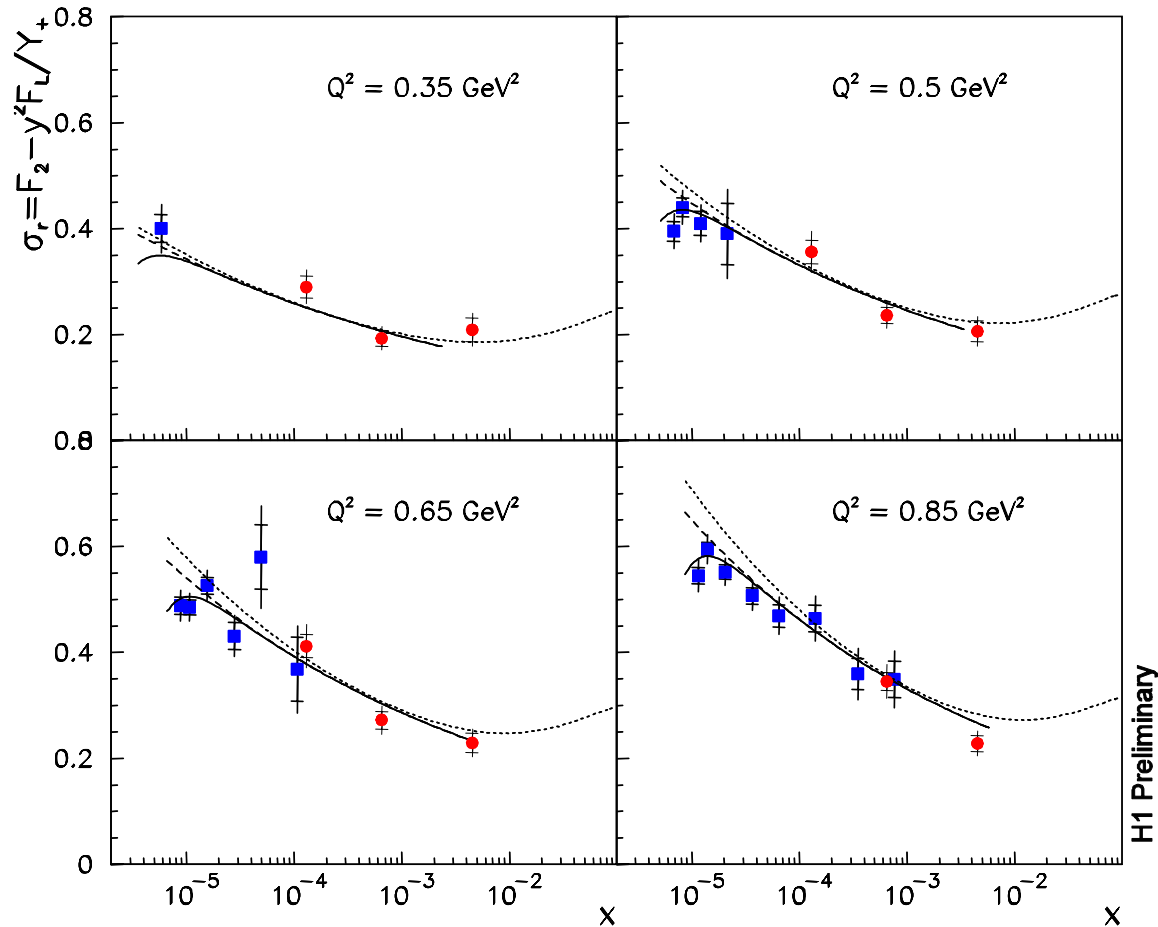 σr=F2−y²FL/Y+
0.8
Q² = 0.35 GeV²
Q² = 0.5 GeV²
0.6
0.4
0.2
0
0.8
Q² = 0.65 GeV²
Q² = 0.85 GeV²
0.6
0.4
0.2
0
10⁻⁵ 10⁻⁴ 10⁻³ 10⁻² 10⁻⁵ 10⁻⁴ 10⁻³ 10⁻²
x x
H1 Preliminary